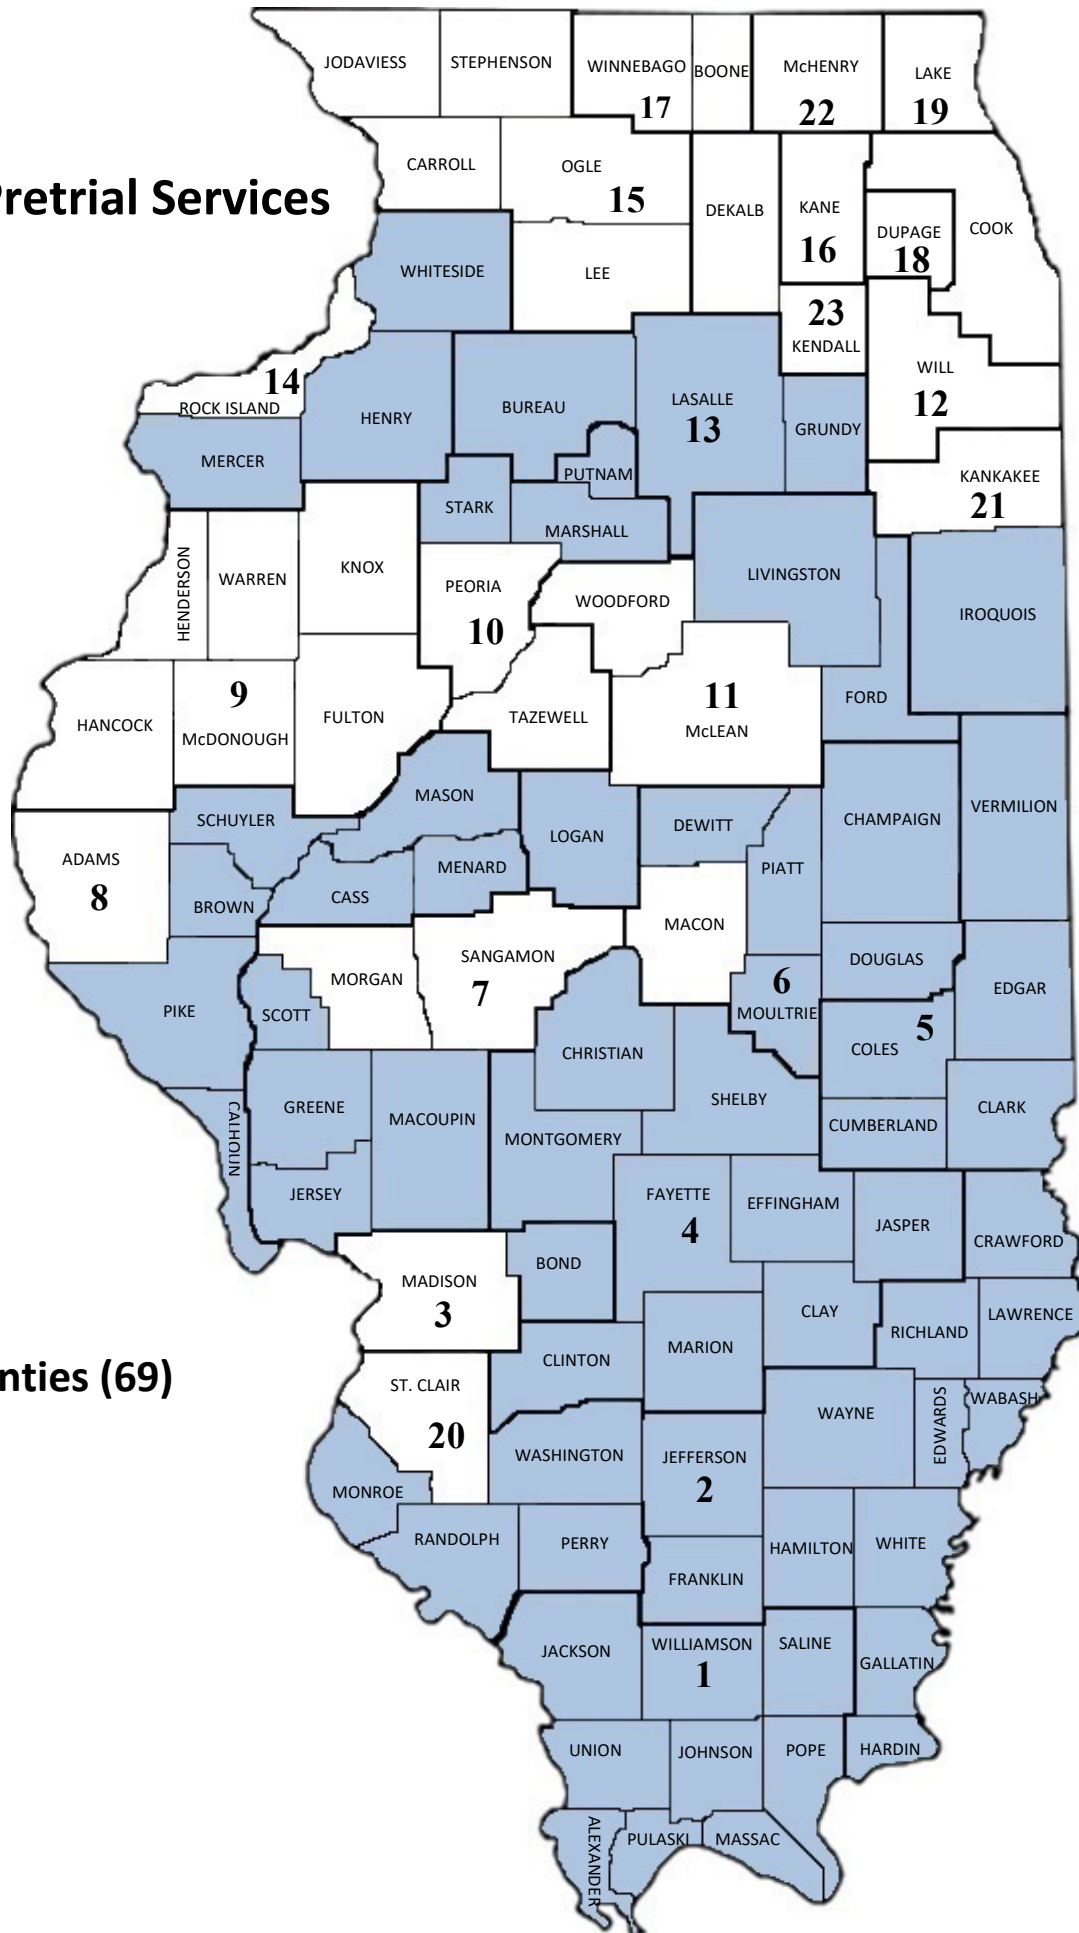 JODAVIESS
STEPHENSON
WINNEBAGO
BOONE
McHENRY
LAKE
17
22
19
CARROLL
OGLE
Pretrial Services
15
DEKALB
KANE
16
DUPAGE
18
COOK
WHITESIDE
LEE
23
KENDALL
14
ROCK ISLAND
HENRY
BUREAU
LASALLE
13
GRUNDY
WILL
12
MERCER
PUTNAM
KANKAKEE
21
STARK
MARSHALL
HENDERSON
WARREN
KNOX
PEORIA
10
WOODFORD
LIVINGSTON
IROQUOIS
HANCOCK
9
McDONOUGH
FULTON
TAZEWELL
11
McLEAN
FORD
MASON
SCHUYLER
LOGAN
DEWITT
CHAMPAIGN
VERMILION
ADAMS
8
BROWN
CASS
MENARD
PIATT
MACON
PIKE
SCOTT
MORGAN
SANGAMON
7
6
MOULTRIE
DOUGLAS
EDGAR
CHRISTIAN
5
COLES
CALHOUN
GREENE
MACOUPIN
MONTGOMERY
SHELBY
CUMBERLAND
CLARK
JERSEY
FAYETTE
4
EFFINGHAM
JASPER
CRAWFORD
MADISON
3
BOND
CLAY
RICHLAND
LAWRENCE
nties (69)
ST. CLAIR
20
CLINTON
MARION
WAYNE
EDWARDS
WABASH
MONROE
WASHINGTON
JEFFERSON
2
RANDOLPH
PERRY
FRANKLIN
HAMILTON
WHITE
JACKSON
WILLIAMSON
1
SALINE
GALLATIN
UNION
JOHNSON
POPE
HARDIN
ALEXANDER
PULASKI
MASSAC